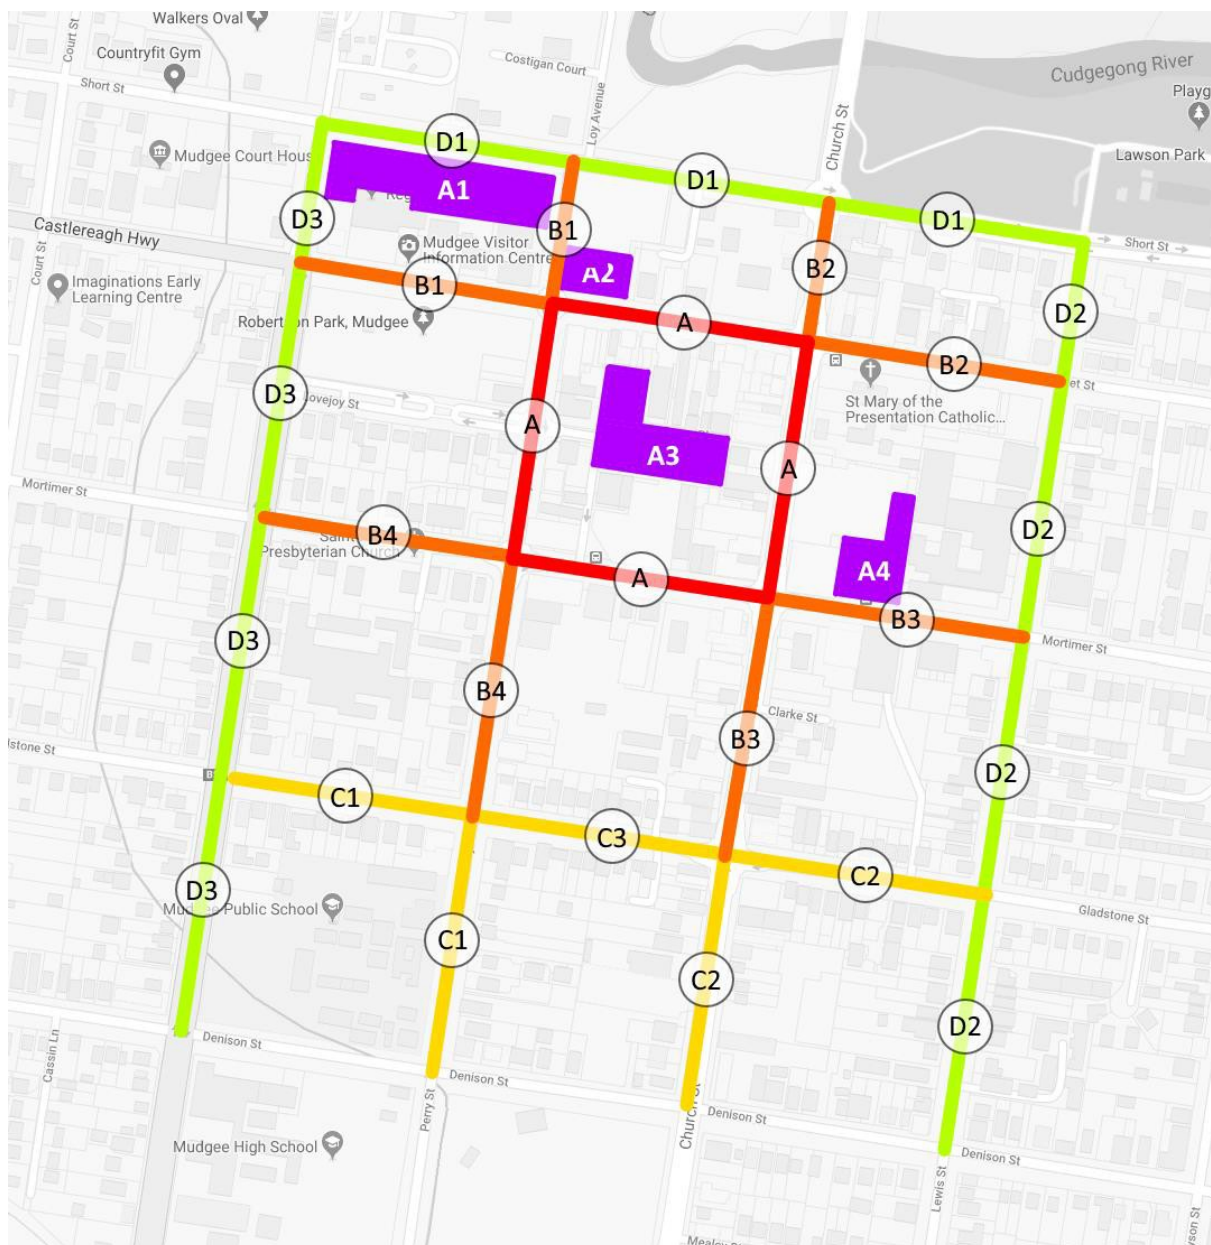 Walkers Oval
Court St
Countryfit Gym
Costigan Court
Cudgegong River
Short St
Loy Avenue
Church St
Lawson Park
D1
Mudgee Court
A1
D1
D3
D1
Castlereagh Hwy
B1
Mudgee Visitor
Information Centre
Short St
Court St
B2
Imaginations Early
Learning Centre
A2
B1
D2
Mudgee
A
B2
St Mary of the
Presentation Catholic...
D3
Lovejoy St
A
A3
A
Mortimer St
B4
Presbyterian Church
A
A4
D2
B3
Mortimer St
D3
B4
Clarke St
B3
D2
C1
C3
C2
D3
Mudgee Public School
Gladstone St
C1
C2
D2
Cassin Ln
Denison St
Denison St
Perry St
Church St
Denison St
Mudgee High School
Denison St
Lewis St